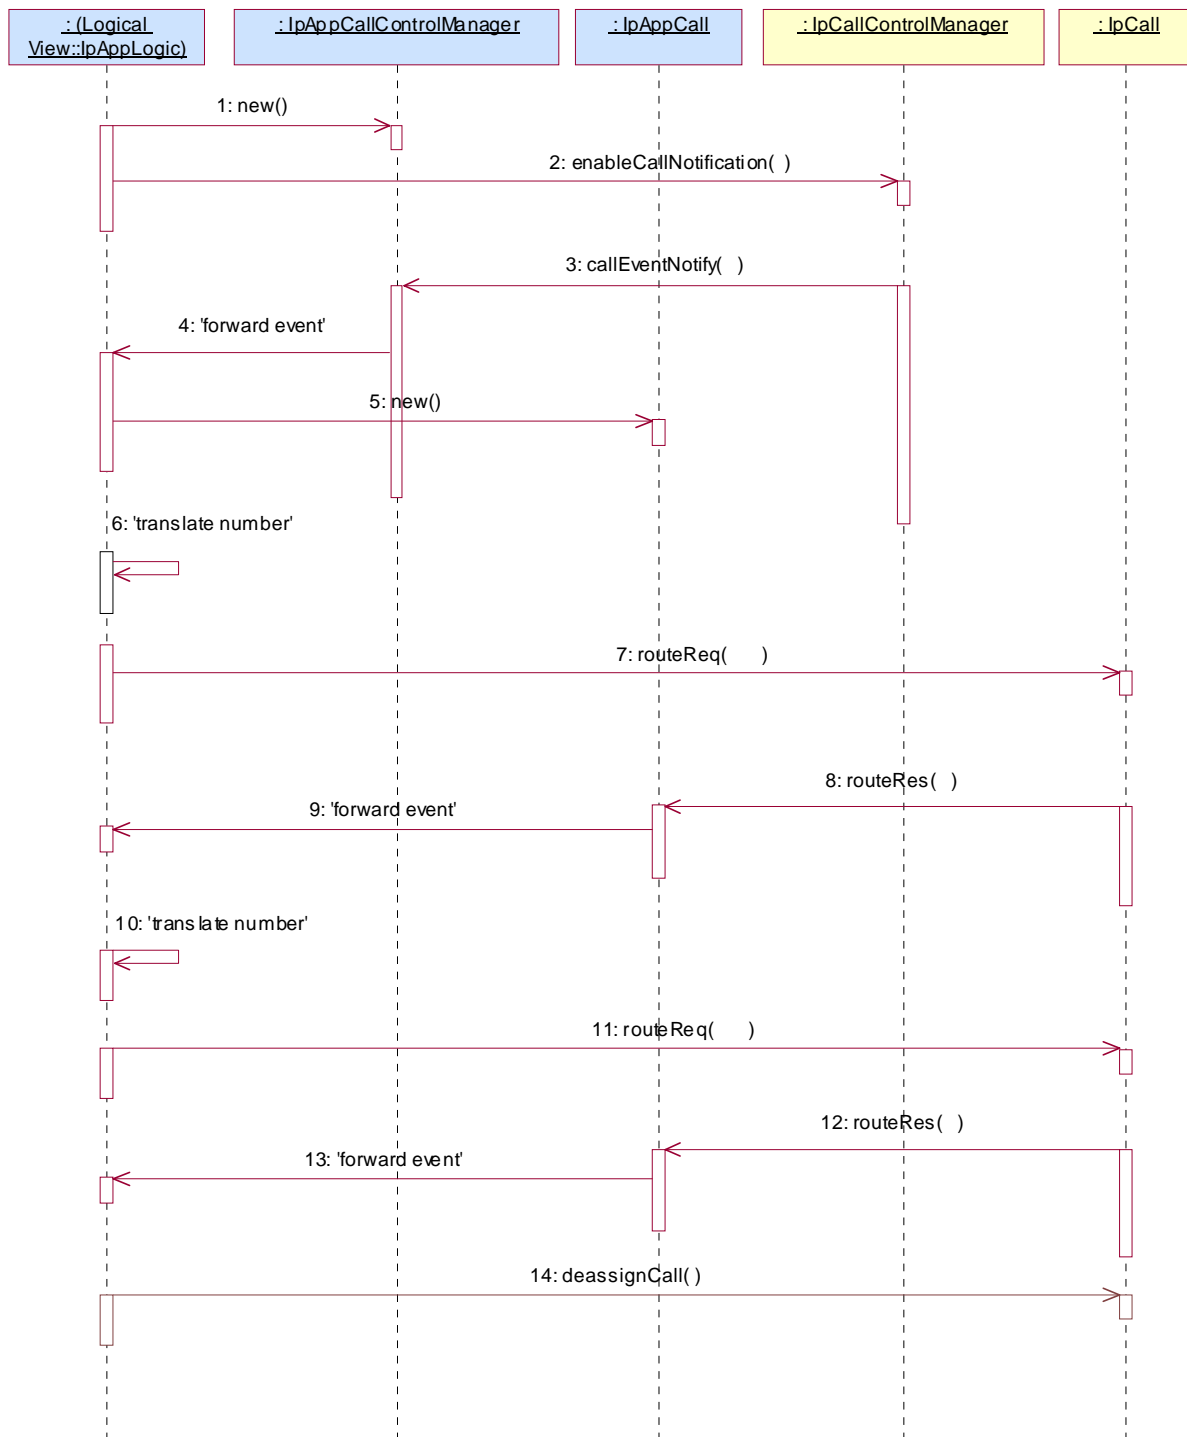 : (Logical
View::IpAppLogic)
: IpAppCallControlManager
: IpAppCall
: IpCallControlManager
: IpCall
1: new()
2: enableCallNotification( )
3: callEventNotify( )
4: 'forward event'
5: new()
6: 'translate number'
7: routeReq( )
8: routeRes( )
9: 'forward event'
10: 'translate number'
11: routeReq( )
12: routeRes( )
13: 'forward event'
14: deassignCall( )